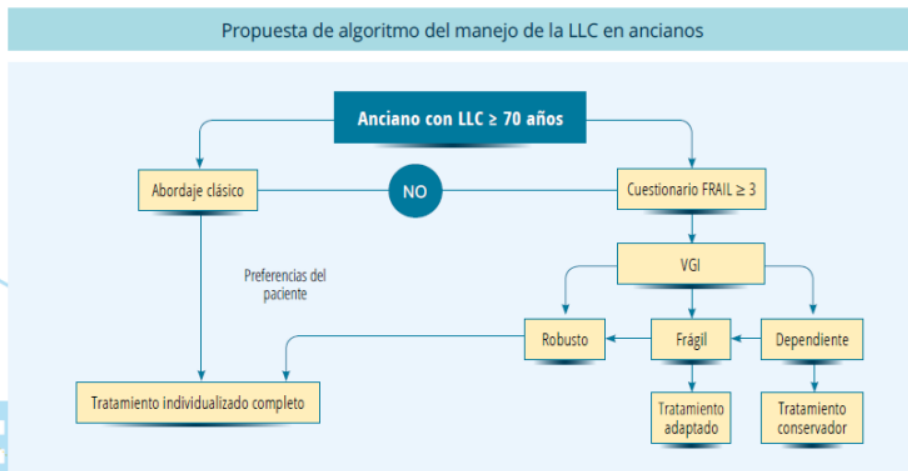 Propuesta de algoritmo del manejo de la LLC en ancianos
Anciano con LLC ≥ 70 años
Abordaje clásico
NO
Cuestionario FRAIL ≥ 3
VGI
Preferencias del
paciente
Robusto
Frágil
Dependiente
Tratamiento individualizado completo
Tratamiento
adaptado
Tratamiento
conservador